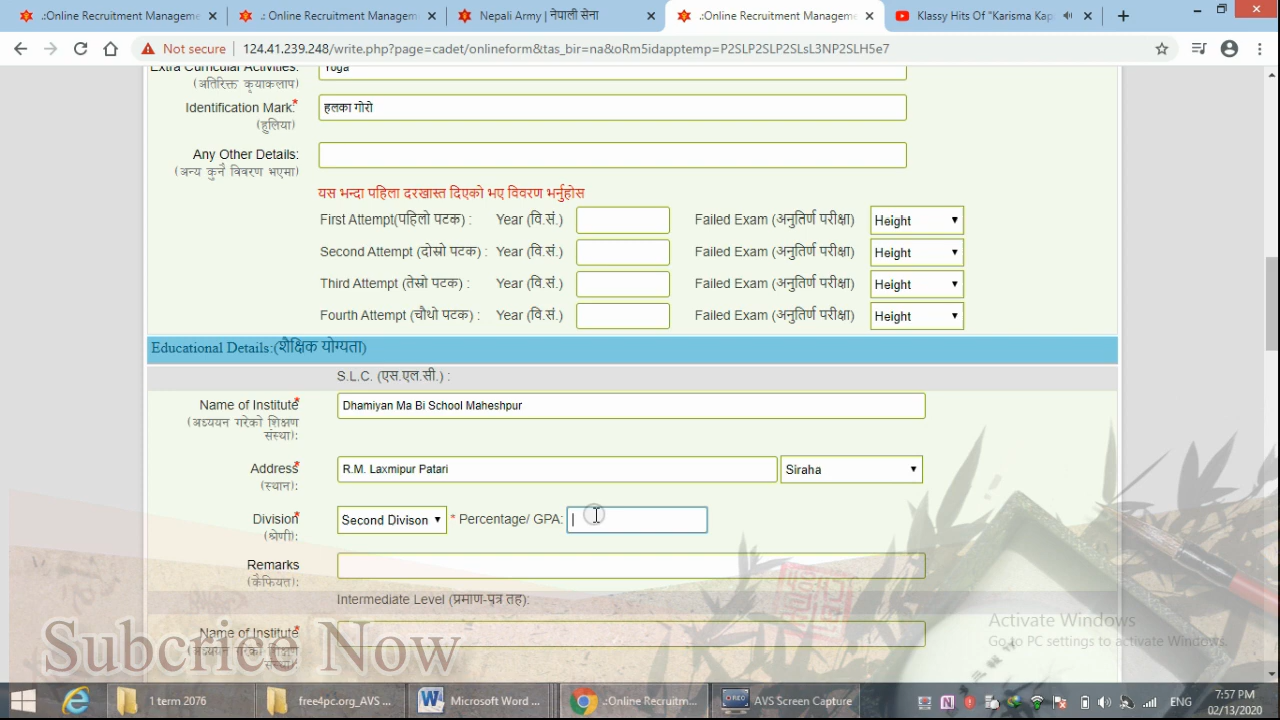 .:Online Recruitment Manageme
.: Online Recruitment Managemen
Nepali Army | नेपाली सेना
.:Online Recruitment Manageme
Klassy Hits Of "Karisma Kap
Not secure
124.41.239.248/write.php?page=cadet/onlineform&tas_bir=na&oRm5idapptemp=P2SLP2SLP2SLsL3NP2SLH5e7
Extra Curricular Activities:
(अतिरिक्त कृयाकलाप)
Yoga
Identification Mark:*
(हुलिया)
हलका गोरो
Any Other Details:
(अन्य कुनै विवरण भएमा)
यस भन्दा पहिला दरखास्त दिएको भए विवरण भर्नुहोस
First Attempt(पहिलो पटक) : Year (वि.सं.) Failed Exam (अनुतिर्ण परीक्षा) Height
Second Attempt (दोस्रो पटक) : Year (वि.सं.) Failed Exam (अनुतिर्ण परीक्षा) Height
Third Attempt (तेस्रो पटक) : Year (वि.सं.) Failed Exam (अनुतिर्ण परीक्षा) Height
Fourth Attempt (चौथो पटक) : Year (वि.सं.) Failed Exam (अनुतिर्ण परीक्षा) Height
Educational Details:(शैक्षिक योग्यता)
S.L.C. (एस.एल.सी.) :
Name of Institute*
(अध्ययन गरेको शिक्षण
संस्था):
Dhamiyan Ma Bi School Maheshpur
Address*
(स्थान):
R.M. Laxmipur Patari Siraha
Division*
(श्रेणी):
Second Divison * Percentage/ GPA:
Remarks
(कैफियत):
Intermediate Level (प्रमाण-पत्र तह):
Name of Institute*
(अध्ययन गरेको शिक्षण
संस्था):
Subcrice Now
Activate Windows
Go to PC settings to activate Windows.
1 term 2076
free4pc.org_AVS ...
Microsoft Word ...
.:Online Recruitm...
AVS Screen Capture
ENG
7:57 PM
02/13/2020